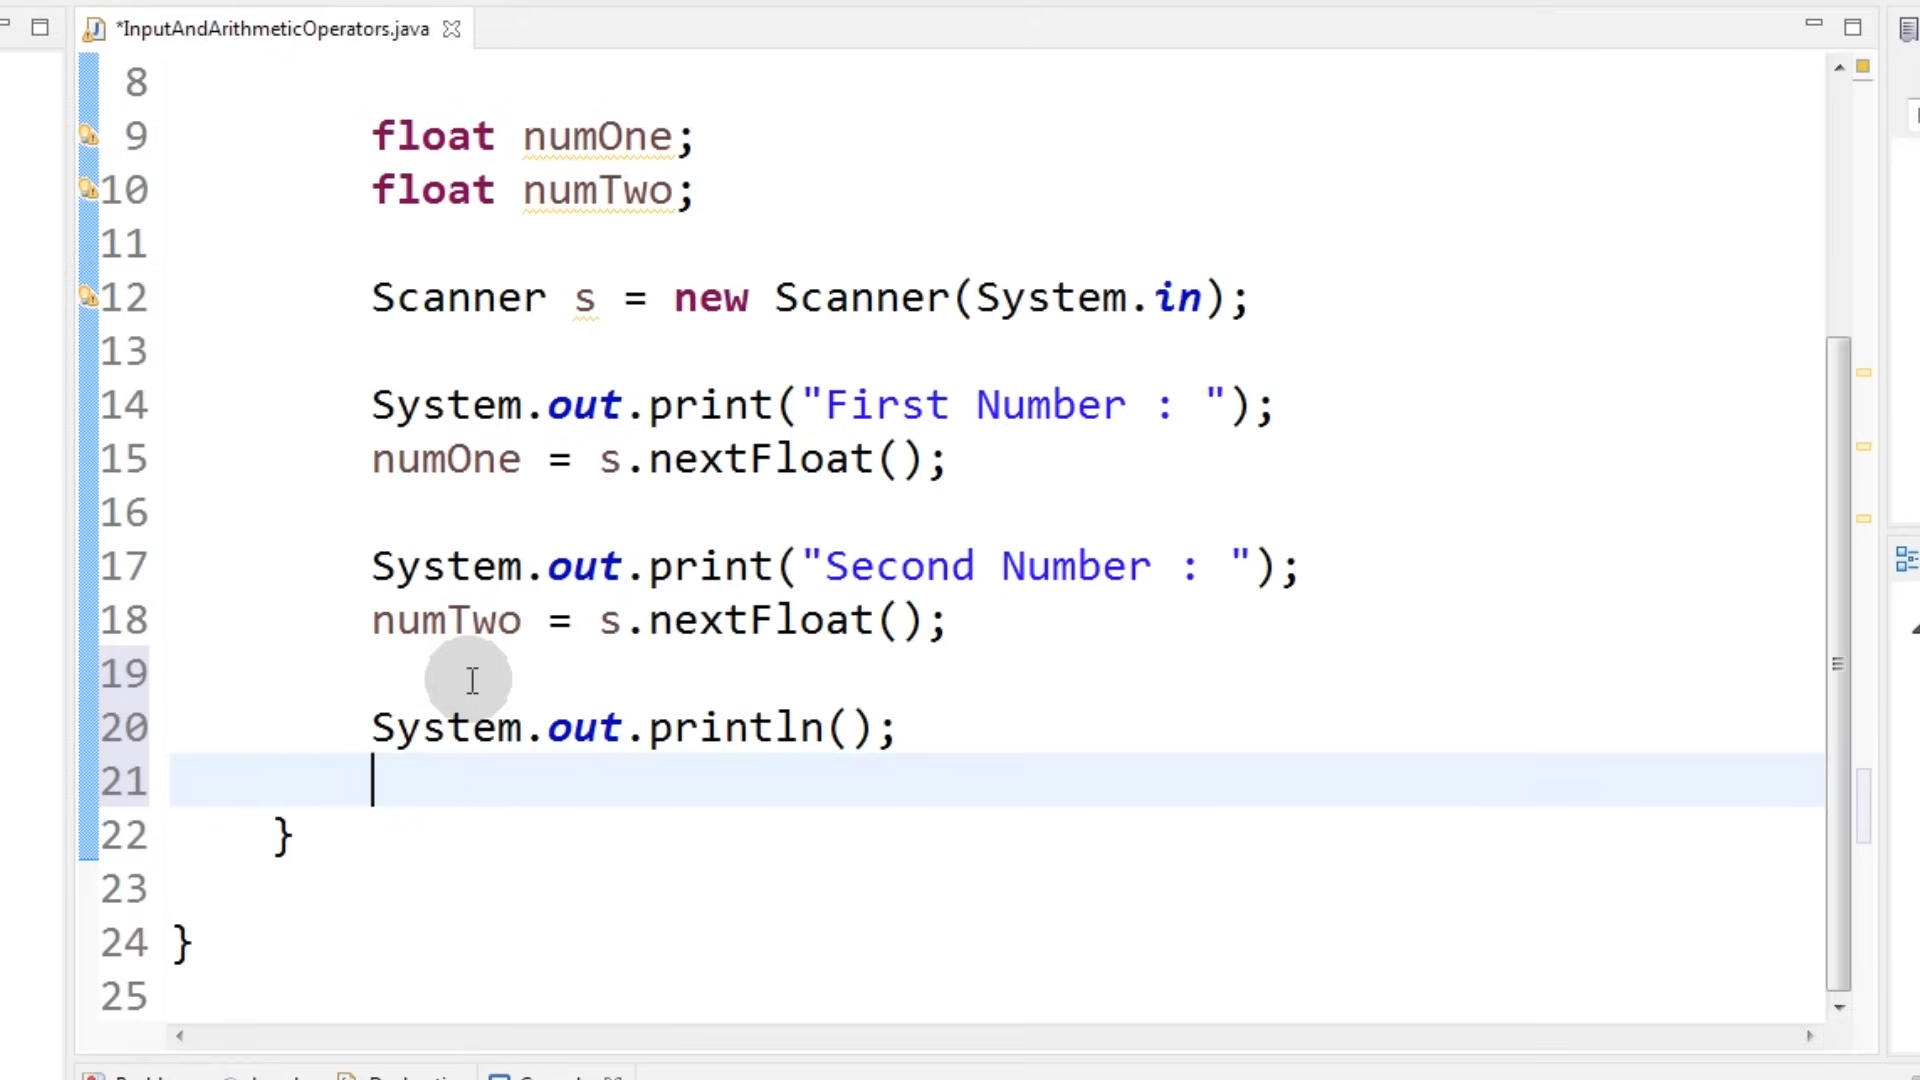 *InputAndArithmeticOperators.java
8
9 float numOne;
10 float numTwo;
11
12 Scanner s = new Scanner(System.in);
13
14 System.out.print("First Number : ");
15 numOne = s.nextFloat();
16
17 System.out.print("Second Number : ");
18 numTwo = s.nextFloat();
19
20 System.out.println();
21
22 }
23
24 }
25